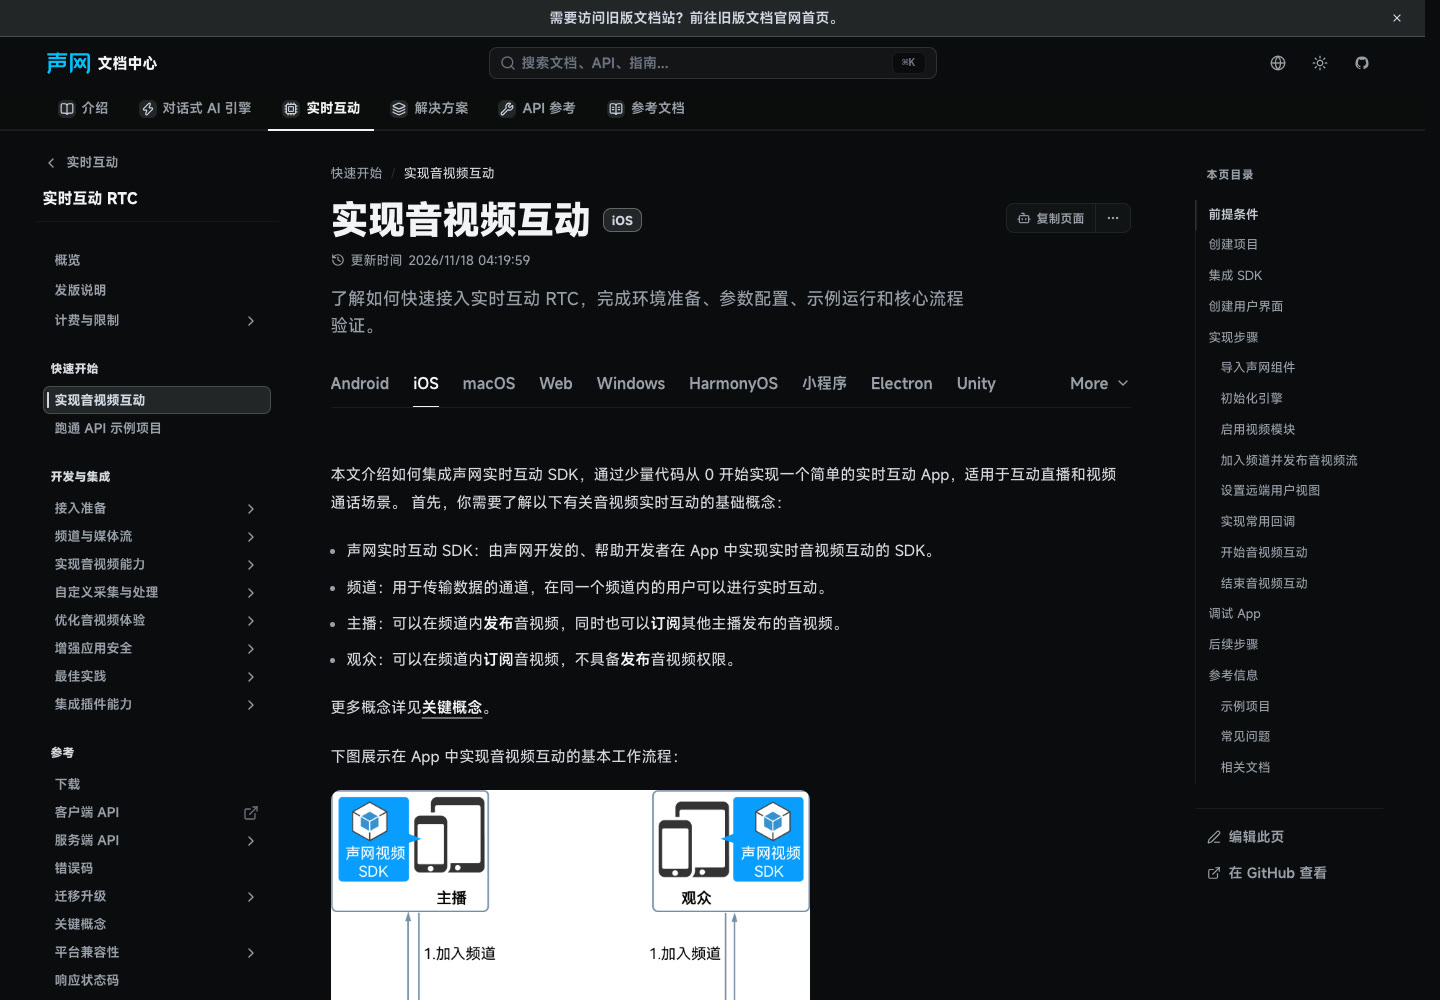 需要访问旧版文档站？前往旧版文档官网首页。
声网 文档中心
搜索文档、API、指南...
⌘K
介绍
对话式 AI 引擎
实时互动
解决方案
API 参考
参考文档
实时互动
实时互动 RTC
概览
发版说明
计费与限制
快速开始
实现音视频互动
跑通 API 示例项目
开发与集成
接入准备
频道与媒体流
实现音视频能力
自定义采集与处理
优化音视频体验
增强应用安全
最佳实践
集成插件能力
参考
下载
客户端 API
服务端 API
错误码
迁移升级
关键概念
平台兼容性
响应状态码
快速开始 / 实现音视频互动
实现音视频互动 iOS
复制页面
更新时间 2026/11/18 04:19:59
了解如何快速接入实时互动 RTC，完成环境准备、参数配置、示例运行和核心流程
验证。
Android iOS macOS Web Windows HarmonyOS 小程序 Electron Unity More
本文介绍如何集成声网实时互动 SDK，通过少量代码从 0 开始实现一个简单的实时互动 App，适用于互动直播和视频
通话场景。 首先，你需要了解以下有关音视频实时互动的基础概念：
声网实时互动 SDK：由声网开发的、帮助开发者在 App 中实现实时音视频互动的 SDK。
频道：用于传输数据的通道，在同一个频道内的用户可以进行实时互动。
主播：可以在频道内发布音视频，同时也可以订阅其他主播发布的音视频。
观众：可以在频道内订阅音视频，不具备发布音视频权限。
更多概念详见关键概念。
下图展示在 App 中实现音视频互动的基本工作流程：
声网视频
SDK
主播
声网视频
SDK
观众
1.加入频道
1.加入频道
本页目录
前提条件
创建项目
集成 SDK
创建用户界面
实现步骤
导入声网组件
初始化引擎
启用视频模块
加入频道并发布音视频流
设置远端用户视图
实现常用回调
开始音视频互动
结束音视频互动
调试 App
后续步骤
参考信息
示例项目
常见问题
相关文档
编辑此页
在 GitHub 查看